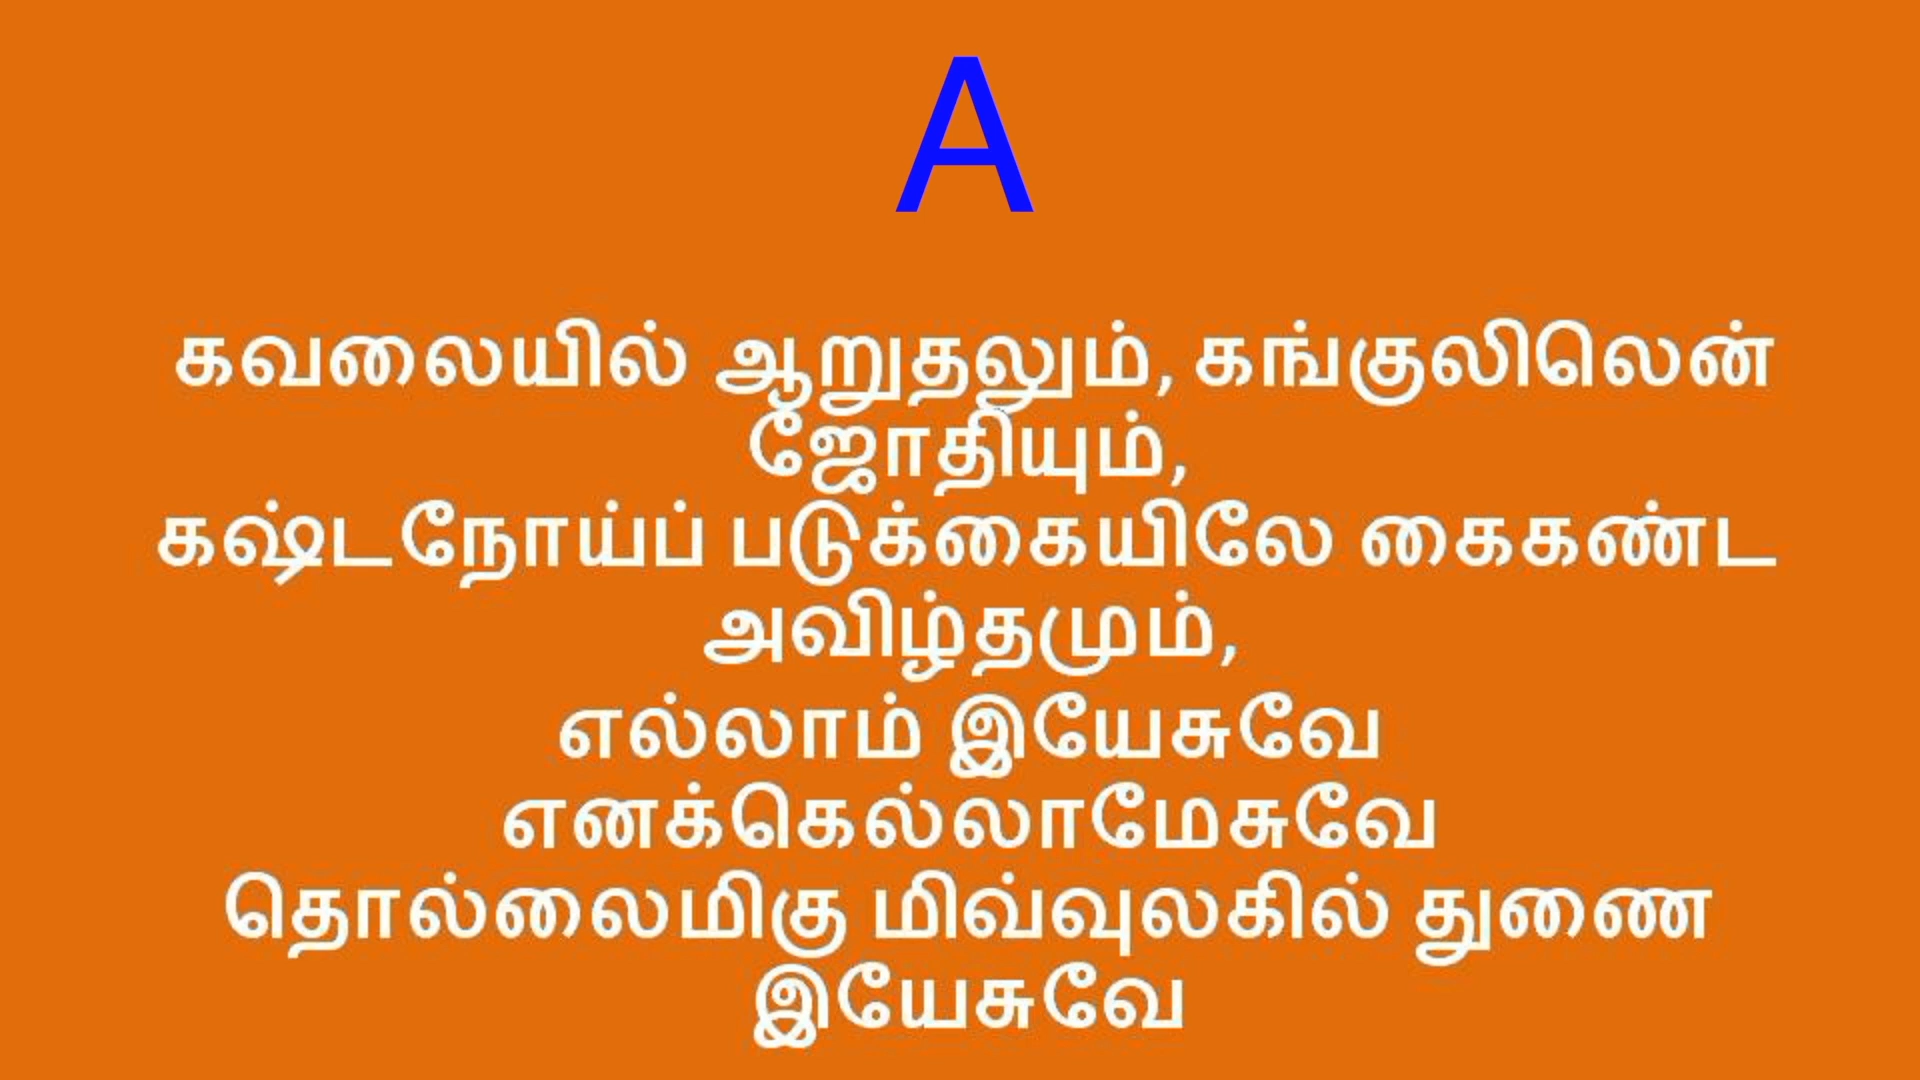 A
கவலையில் ஆறுதலும், கங்குலிலென்
ஜோதியும்,
கஷ்டநோய்ப் படுக்கையிலே கைகண்ட
அவிழ்தமும்,
எல்லாம் இயேசுவே
எனக்கெல்லாமேசுவே
தொல்லைமிகு மிவ்வுலகில் துணை
இயேசுவே